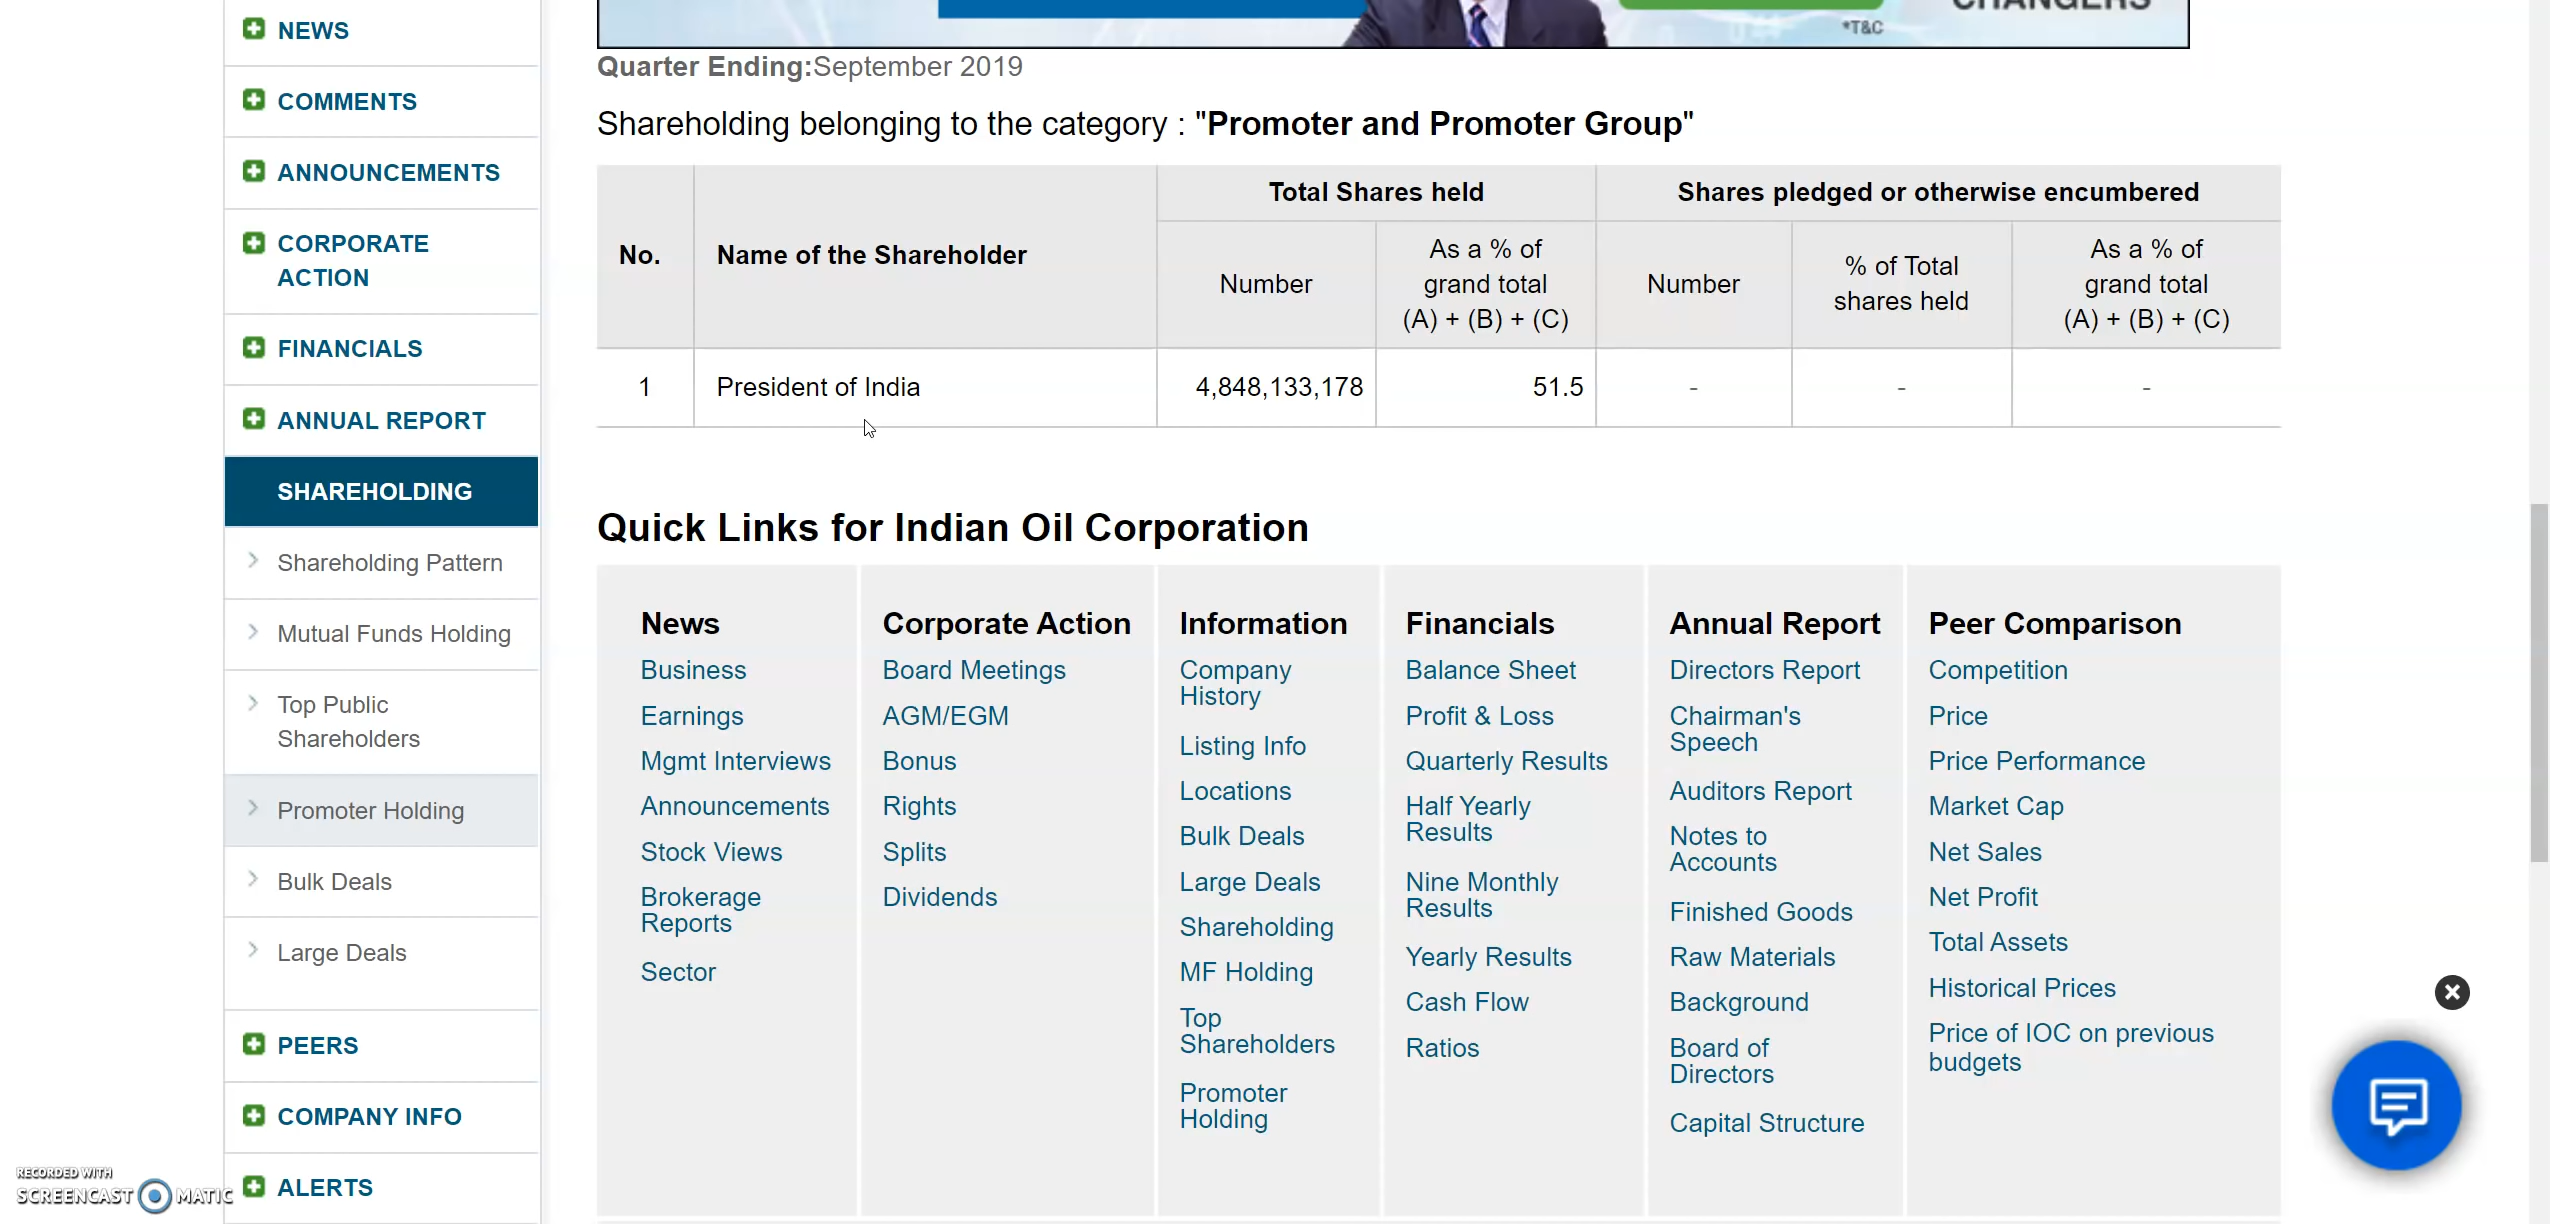 NEWS
COMMENTS
ANNOUNCEMENTS
CORPORATE
ACTION
FINANCIALS
ANNUAL REPORT
SHAREHOLDING
Shareholding Pattern
Mutual Funds Holding
Top Public
Shareholders
Promoter Holding
Bulk Deals
Large Deals
PEERS
COMPANY INFO
ALERTS
CHANGERS
*T&C
Quarter Ending:September 2019
Shareholding belonging to the category : "Promoter and Promoter Group"
No.
Name of the Shareholder
Total Shares held
Shares pledged or otherwise encumbered
Number
As a % of
grand total
(A) + (B) + (C)
Number
% of Total
shares held
As a % of
grand total
(A) + (B) + (C)
1 President of India 4,848,133,178 51.5 - - -
Quick Links for Indian Oil Corporation
News
Business
Earnings
Mgmt Interviews
Announcements
Stock Views
Brokerage
Reports
Sector
Corporate Action
Board Meetings
AGM/EGM
Bonus
Rights
Splits
Dividends
Information
Company
History
Listing Info
Locations
Bulk Deals
Large Deals
Shareholding
MF Holding
Top
Shareholders
Promoter
Holding
Financials
Balance Sheet
Profit & Loss
Quarterly Results
Half Yearly
Results
Nine Monthly
Results
Yearly Results
Cash Flow
Ratios
Annual Report
Directors Report
Chairman's
Speech
Auditors Report
Notes to
Accounts
Finished Goods
Raw Materials
Background
Board of
Directors
Capital Structure
Peer Comparison
Competition
Price
Price Performance
Market Cap
Net Sales
Net Profit
Total Assets
Historical Prices
Price of IOC on previous
budgets
RECORDED WITH
SCREENCAST MATIC